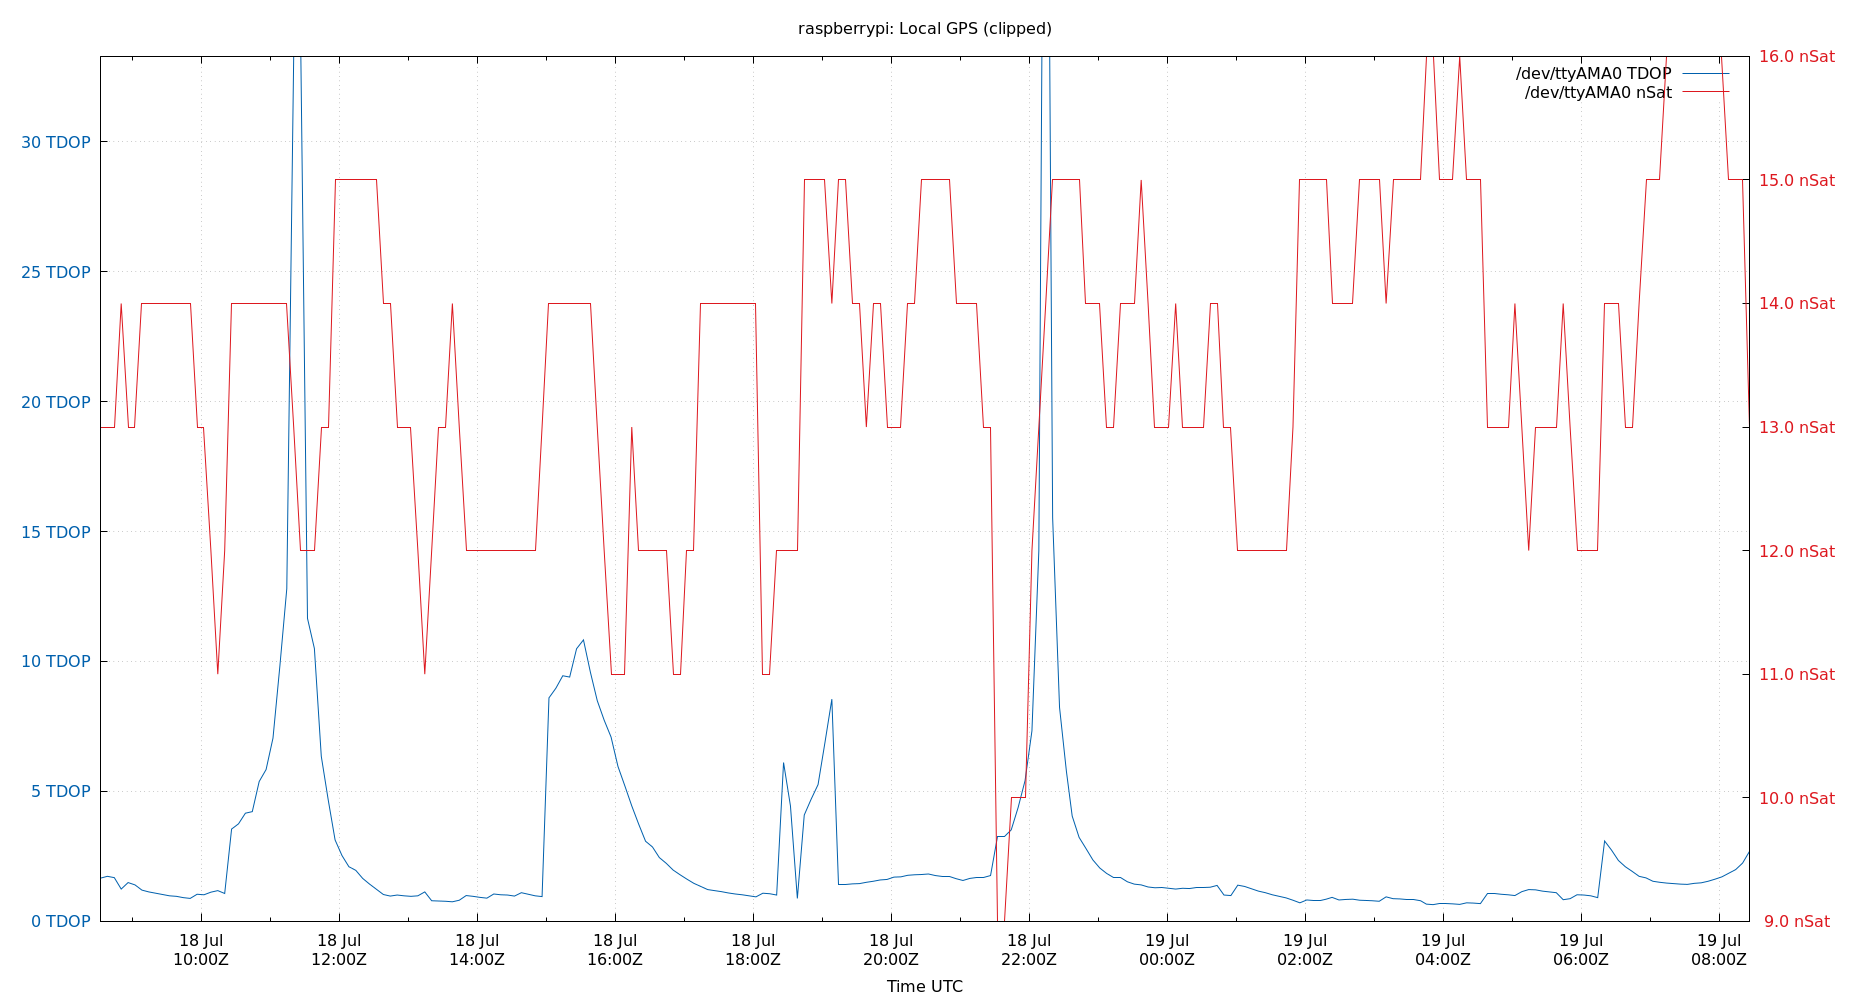 raspberrypi: Local GPS (clipped)
16.0 nSat
/dev/ttyAMA0 TDOP
/dev/ttyAMA0 nSat
30 TDOP
15.0 nSat
25 TDOP
14.0 nSat
20 TDOP
13.0 nSat
15 TDOP
12.0 nSat
10 TDOP
11.0 nSat
5 TDOP
10.0 nSat
0 TDOP
9.0 nSat
18 Jul 18 Jul 18 Jul 18 Jul 18 Jul 18 Jul 18 Jul 19 Jul 19 Jul 19 Jul 19 Jul 19 Jul
10:00Z 12:00Z 14:00Z 16:00Z 18:00Z 20:00Z 22:00Z 00:00Z 02:00Z 04:00Z 06:00Z 08:00Z
Time UTC